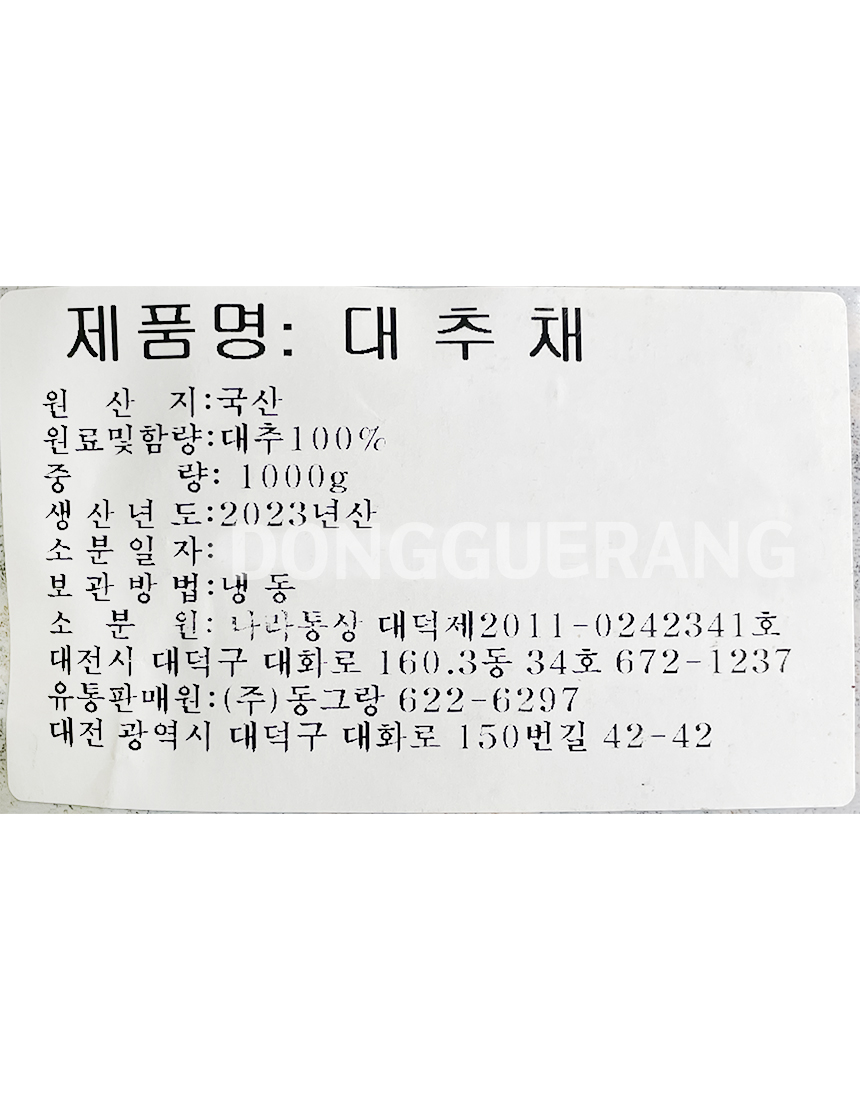 제품명: 대 추 채
원 산 지:국산
원료및함량:대추100%
중 량: 1000g
생 산 년 도:2023년산
소 분 일 자:
DONGGUERANG
보 관 방 법:냉 동
소 분 원: 통상 대덕제2011-0242341호
대전시 대덕구 대화로 160.3동 34호 672-1237
유통판매원:(주)동그랑 622-6297
대전 광역시 대덕구 대화로 150번길 42-42